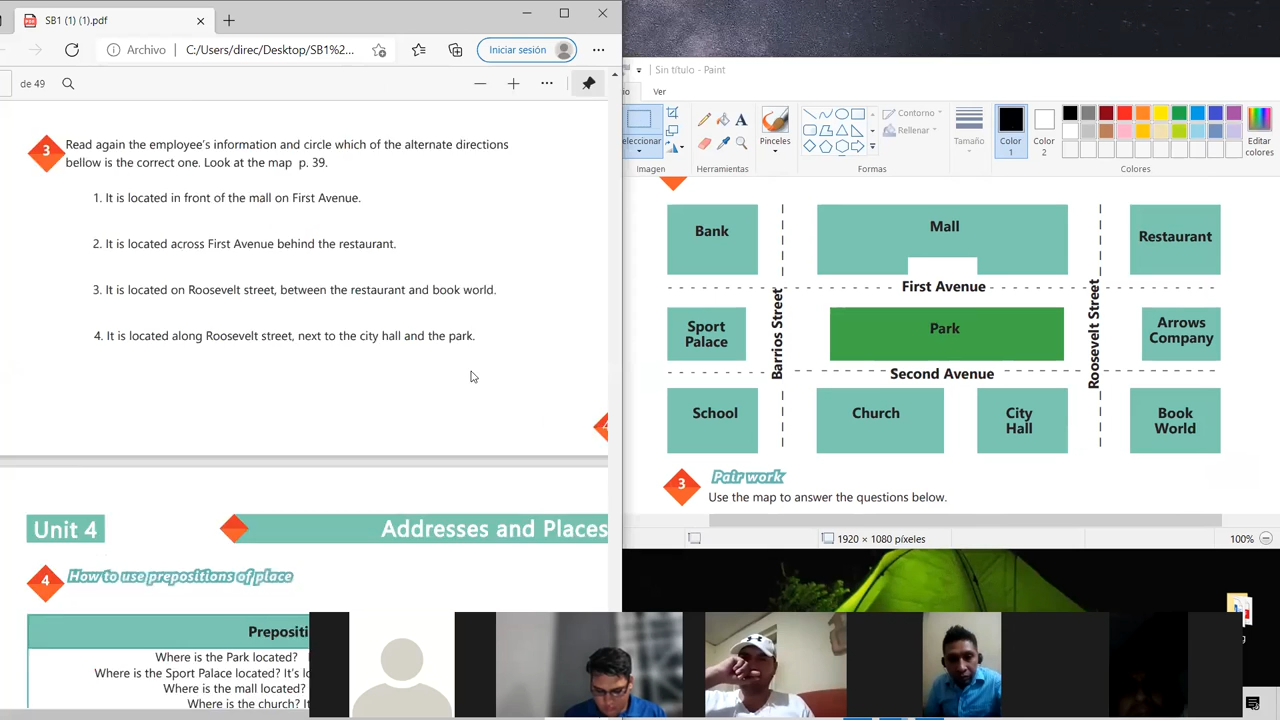 SB1 (1) (1).pdf
Archivo
C:/Users/direc/Desktop/SB1%2...
Iniciar sesión
de 49
3
Read again the employee's information and circle which of the alternate directions
bellow is the correct one. Look at the map p. 39.
1. It is located in front of the mall on First Avenue.
2. It is located across First Avenue behind the restaurant.
3. It is located on Roosevelt street, between the restaurant and book world.
4. It is located along Roosevelt street, next to the city hall and the park.
Unit 4
Addresses and Places
4
How to use prepositions of place
Prepositi
Where is the Park located?
Where is the Sport Palace located? It's lo
Where is the mall located?
Where is the church? It
Sin título - Paint
io
Ver
eleccionar
Imagen
Herramientas
Pinceles
Contorno
Rellenar
Formas
Tamaño
Color
1
Color
2
Colores
Editar
colores
Bank
Mall
Restaurant
First Avenue
Barrios Street
Roosevelt Street
Sport
Palace
Park
Arrows
Company
Second Avenue
School
Church
City
Hall
Book
World
3
Pair work
Use the map to answer the questions below.
1920 × 1080 píxeles
100%